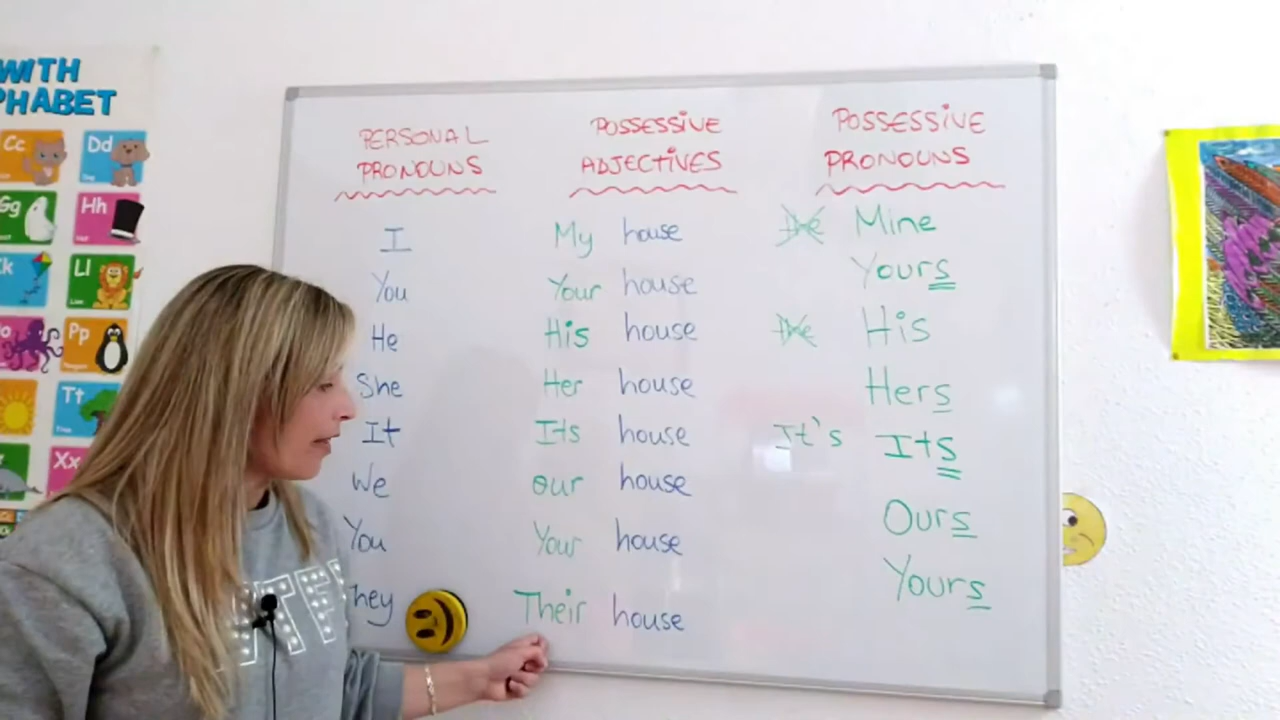 WITH
PHABET
Cc
Dd
Gg
Hh
Kk
Ll
Pp
Tt
Xx
PERSONAL
PRONOUNS
I
You
He
She
It
We
You
They
POSSESSIVE
ADJECTIVES
My house
Your house
His house
Her house
Its house
our house
Your house
Their house
POSSESSIVE
PRONOUNS
The Mine
Yours
The His
Hers
It's Its
Ours
Yours